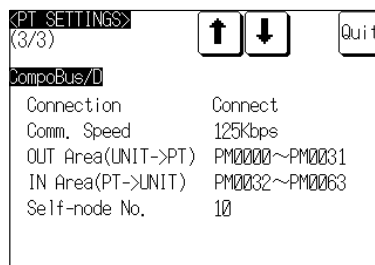 <PT SETTINGS>
(3/3)
Quit
CompoBus/D
Connection Connect
Comm. Speed 125Kbps
OUT Area(UNIT->PT) PM0000~PM0031
IN Area(PT->UNIT) PM0032~PM0063
Self-node No. 10